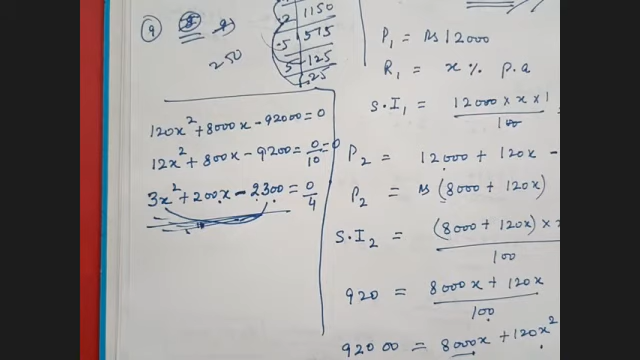 9
250
2 | 1150
5 | 575
5 | 125
25
120x² + 8000x - 92000 = 0
12x² + 800x - 9200 = 0/10 = 0
3x² + 200x - 2300 = 0/4
P₁ = Rs 12000
R₁ = x % p.a
S.I₁ = 12000 × x × 1 / 100
P₂ = 12000 + 120x -
P₂ = Rs (8000 + 120x)
S.I₂ = (8000 + 120x) × x / 100
920 = 8000x + 120x / 100
92000 = 8000x + 120x²